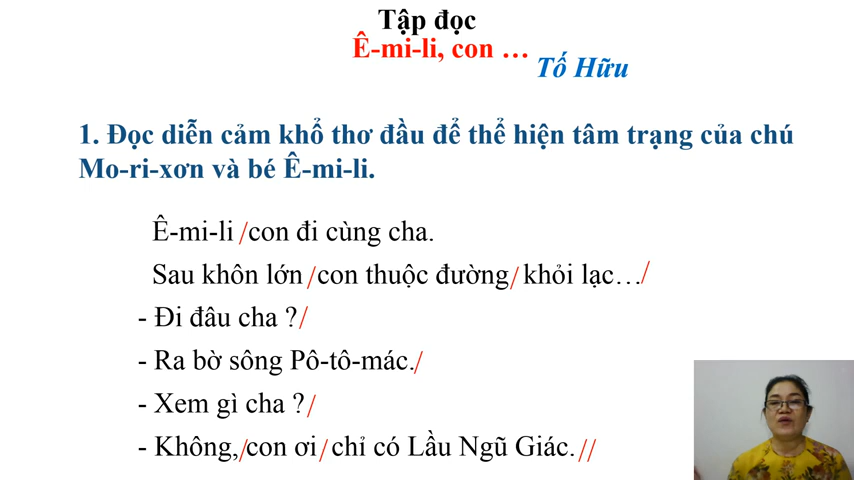 Tập đọc
Ê-mi-li, con …
Tố Hữu
1. Đọc diễn cảm khổ thơ đầu để thể hiện tâm trạng của chú
Mo-ri-xơn và bé Ê-mi-li.
Ê-mi-li /con đi cùng cha.
Sau khôn lớn /con thuộc đường/ khỏi lạc…/
- Đi đâu cha ?/
- Ra bờ sông Pô-tô-mác./
- Xem gì cha ?/
- Không,/con ơi/ chỉ có Lầu Ngũ Giác.//